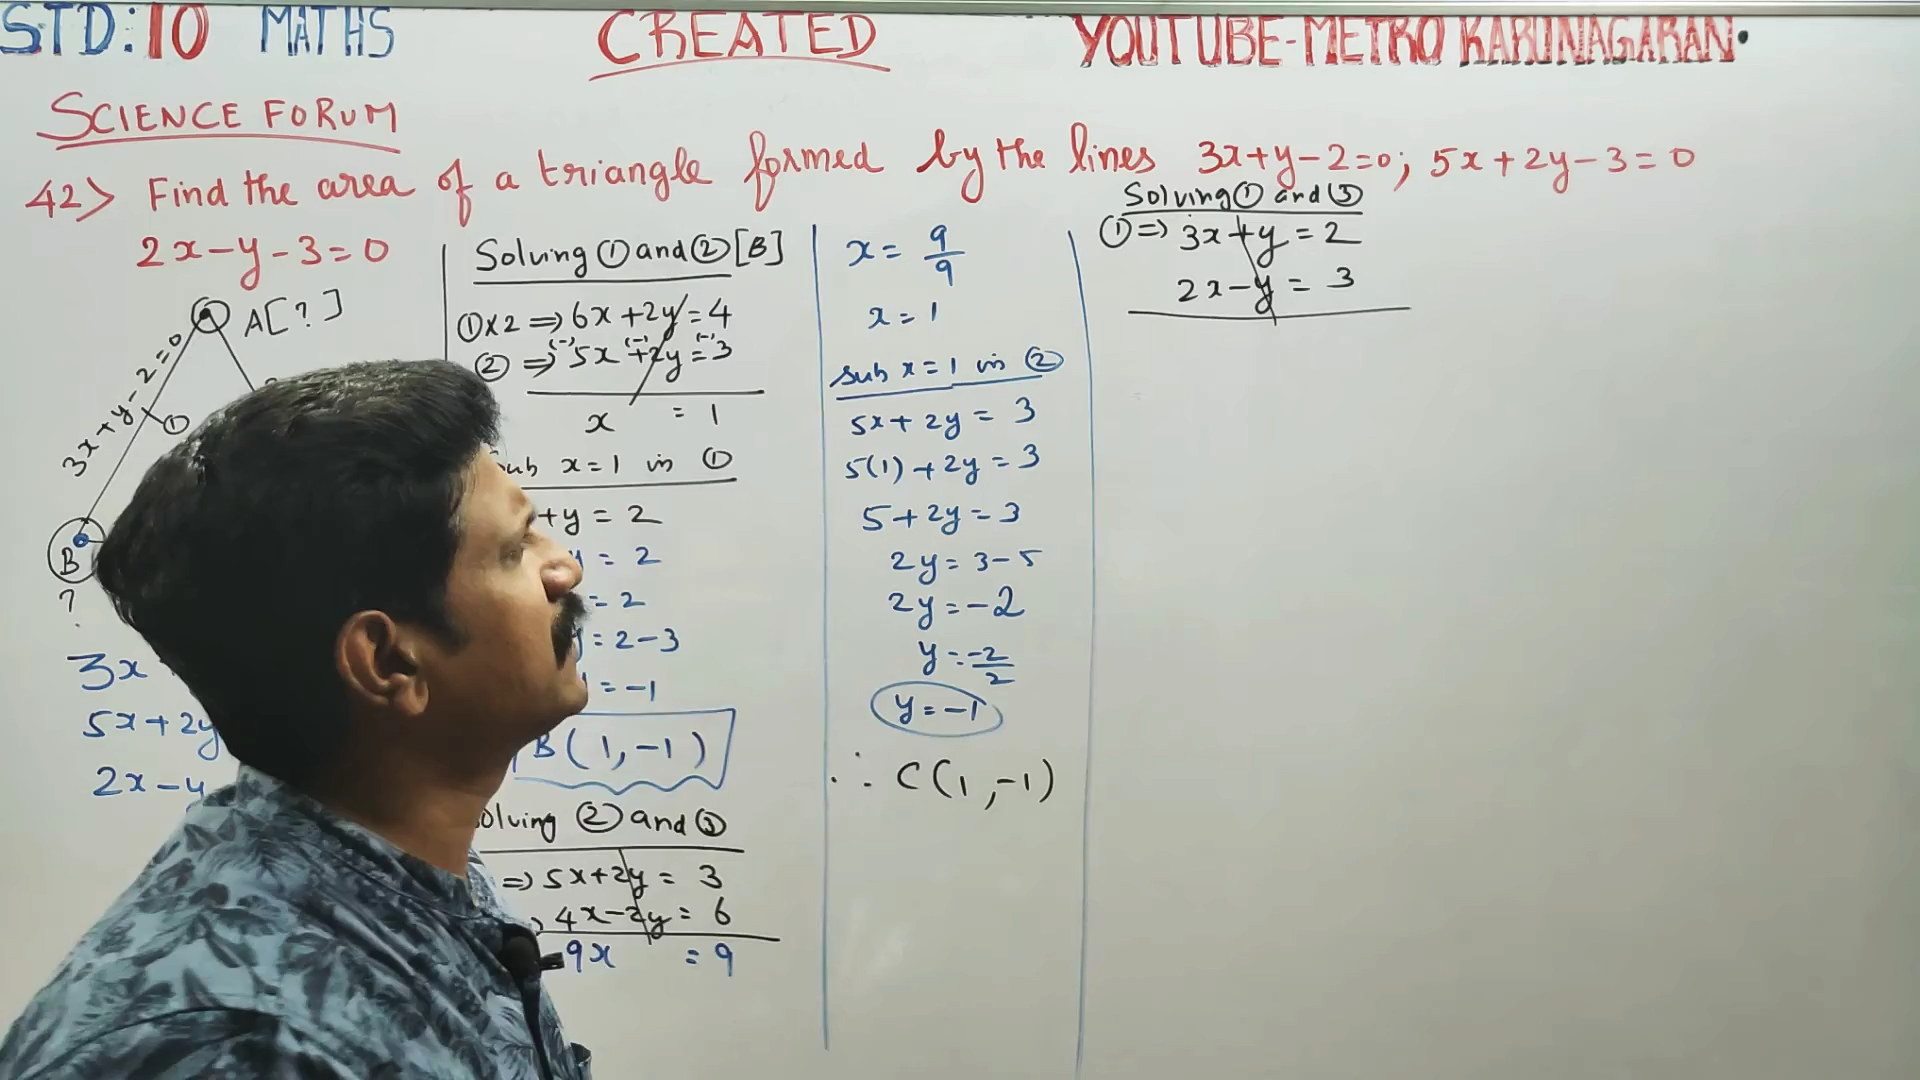 STD:10 MATHS CREATED YOUTUBE-METRO KARUNAGARAN.
SCIENCE FORUM
42> Find the area of a triangle formed by the lines 3x+y-2=0; 5x+2y-3=0
2x-y-3=0
A[?]
3x+y-2=0
①
B
?
3x
5x+2y
2x-y
Solving ① and ② [B]
①x2 => 6x+2y=4
② => 5x+2y=3
(-) (-) (-)
x = 1
sub x=1 in ①
+y = 2
y = 2
= 2
y = 2-3
= -1
B(1,-1)
olving ② and ③
=> 5x+2y = 3
4x-2y = 6
9x = 9
x = 9/9
x = 1
sub x=1 in ②
5x+2y = 3
5(1)+2y = 3
5+2y = 3
2y = 3-5
2y = -2
y = -2/2
y = -1
∴ C(1,-1)
Solving ① and ③
① => 3x+y = 2
2x-y = 3